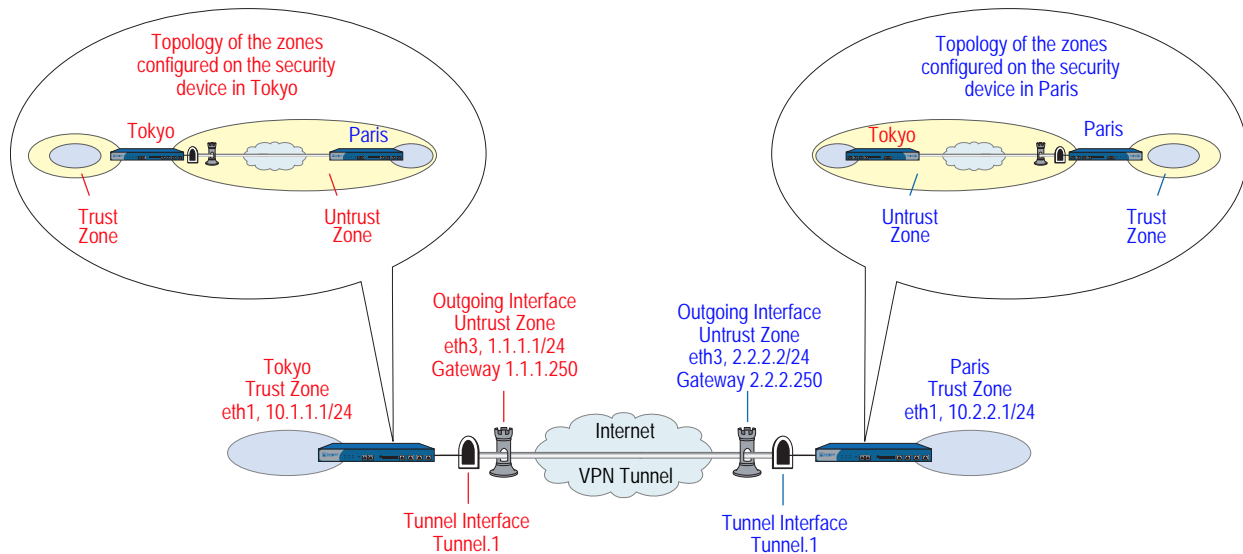 Topology of the zones
configured on the security
device in Tokyo
Tokyo
Paris
Trust
Zone
Untrust
Zone
Topology of the zones
configured on the security
device in Paris
Tokyo
Paris
Untrust
Zone
Trust
Zone
Tokyo
Trust Zone
eth1, 10.1.1.1/24
Outgoing Interface
Untrust Zone
eth3, 1.1.1.1/24
Gateway 1.1.1.250
Outgoing Interface
Untrust Zone
eth3, 2.2.2.2/24
Gateway 2.2.2.250
Paris
Trust Zone
eth1, 10.2.2.1/24
Internet
VPN Tunnel
Tunnel Interface
Tunnel.1
Tunnel Interface
Tunnel.1